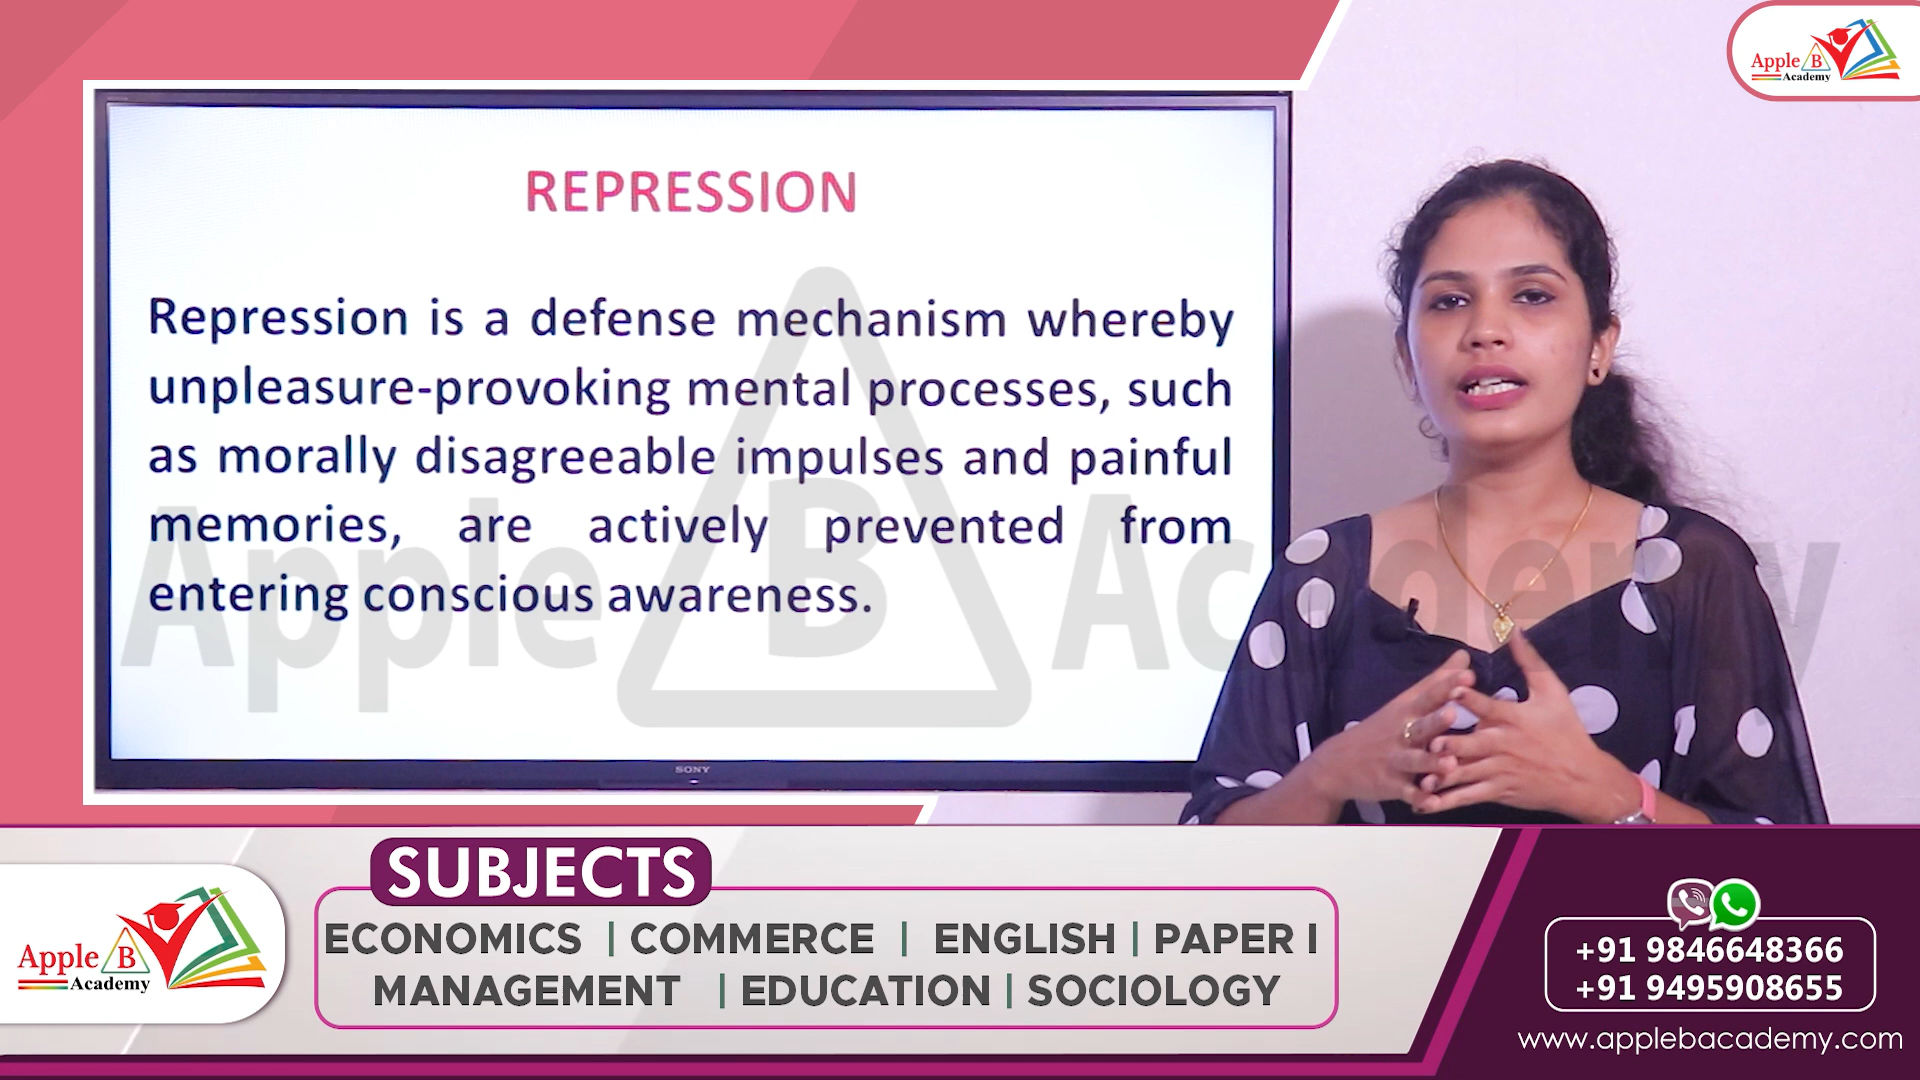 Apple B
Academy
REPRESSION
Repression is a defense mechanism whereby
unpleasure-provoking mental processes, such
as morally disagreeable impulses and painful
memories, are actively prevented from
entering conscious awareness.
Apple B Academy
SONY
SUBJECTS
ECONOMICS | COMMERCE | ENGLISH | PAPER I
MANAGEMENT | EDUCATION | SOCIOLOGY
Apple B
Academy
+91 9846648366
+91 9495908655
www.applebacademy.com